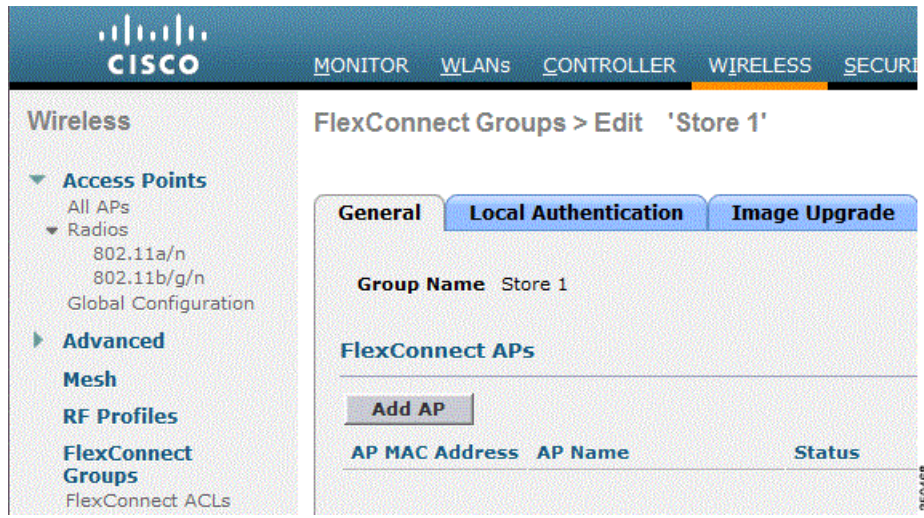 CISCO
MONITOR WLANs CONTROLLER WIRELESS SECURI
Wireless
FlexConnect Groups > Edit 'Store 1'
Access Points
All APs
Radios
802.11a/n
802.11b/g/n
Global Configuration
Advanced
Mesh
RF Profiles
FlexConnect
Groups
FlexConnect ACLs
General Local Authentication Image Upgrade
Group Name Store 1
FlexConnect APs
Add AP
AP MAC Address AP Name Status